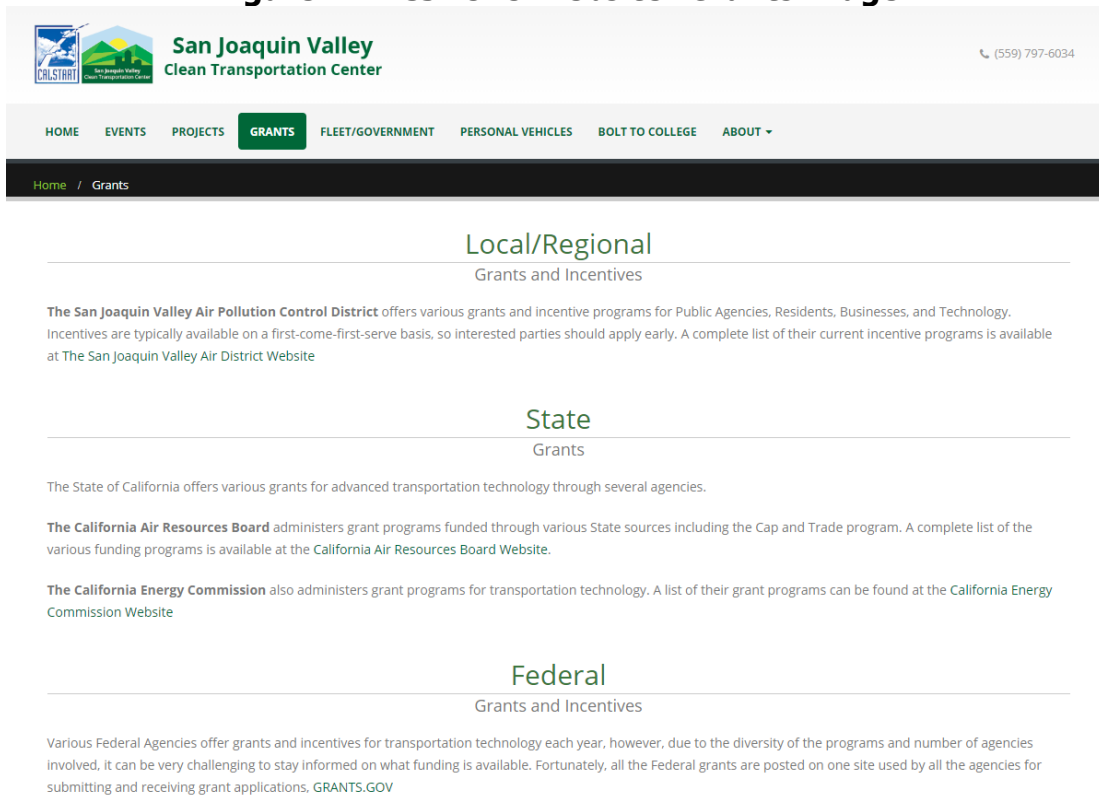 San Joaquin Valley
Clean Transportation Center
CALSTART
San Joaquin Valley
Clean Transportation Center
(559) 797-6034
HOME EVENTS PROJECTS GRANTS FLEET/GOVERNMENT PERSONAL VEHICLES BOLT TO COLLEGE ABOUT
Home / Grants
Local/Regional
Grants and Incentives
The San Joaquin Valley Air Pollution Control District offers various grants and incentive programs for Public Agencies, Residents, Businesses, and Technology.
Incentives are typically available on a first-come-first-serve basis, so interested parties should apply early. A complete list of their current incentive programs is available
at The San Joaquin Valley Air District Website
State
Grants
The State of California offers various grants for advanced transportation technology through several agencies.
The California Air Resources Board administers grant programs funded through various State sources including the Cap and Trade program. A complete list of the
various funding programs is available at the California Air Resources Board Website.
The California Energy Commission also administers grant programs for transportation technology. A list of their grant programs can be found at the California Energy
Commission Website
Federal
Grants and Incentives
Various Federal Agencies offer grants and incentives for transportation technology each year, however, due to the diversity of the programs and number of agencies
involved, it can be very challenging to stay informed on what funding is available. Fortunately, all the Federal grants are posted on one site used by all the agencies for
submitting and receiving grant applications, GRANTS.GOV